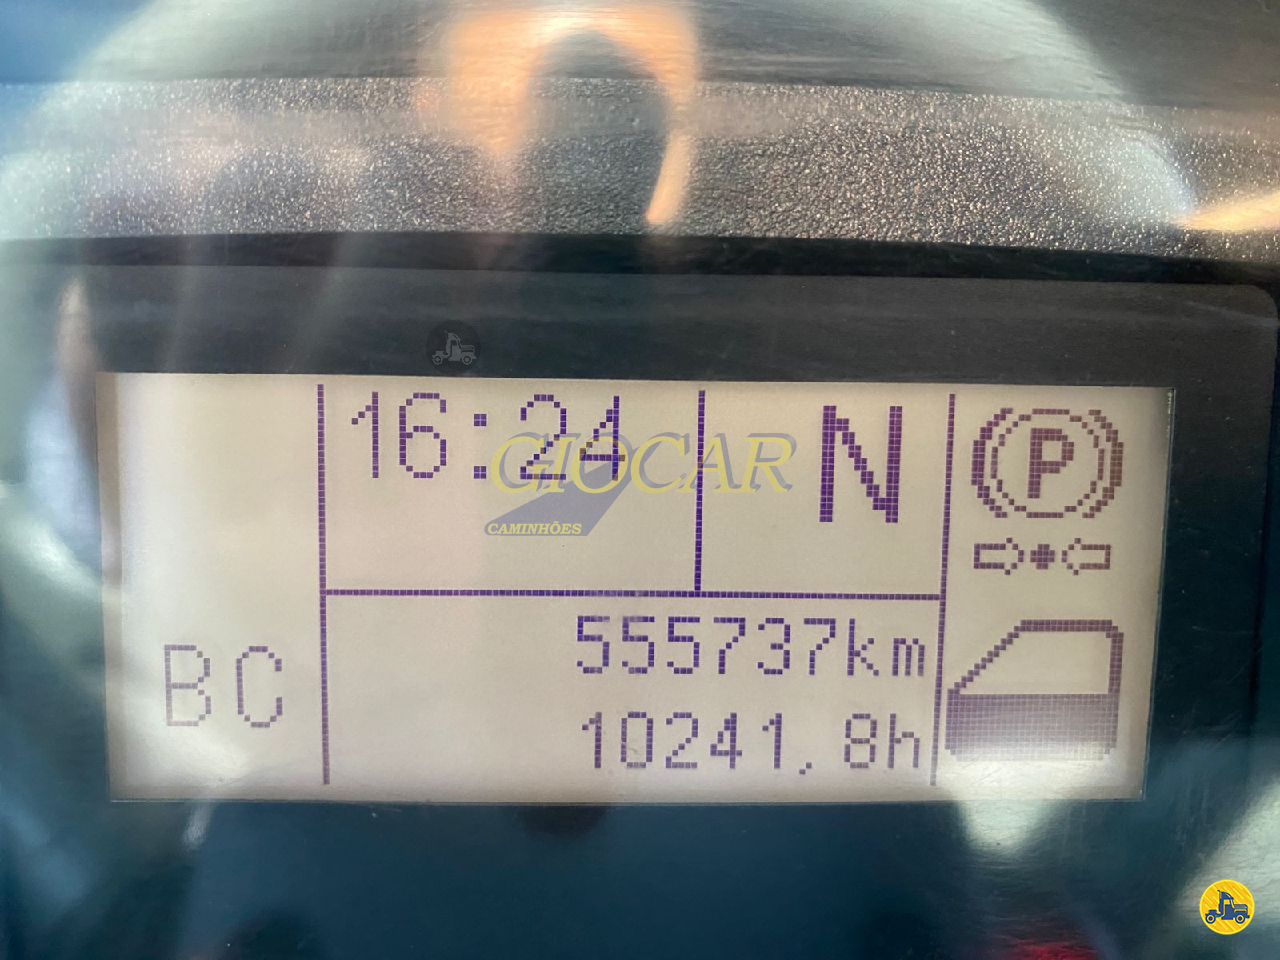 16:24
N
P
GIOCAR
CAMINHÕES
555737km
BC
10241.8h